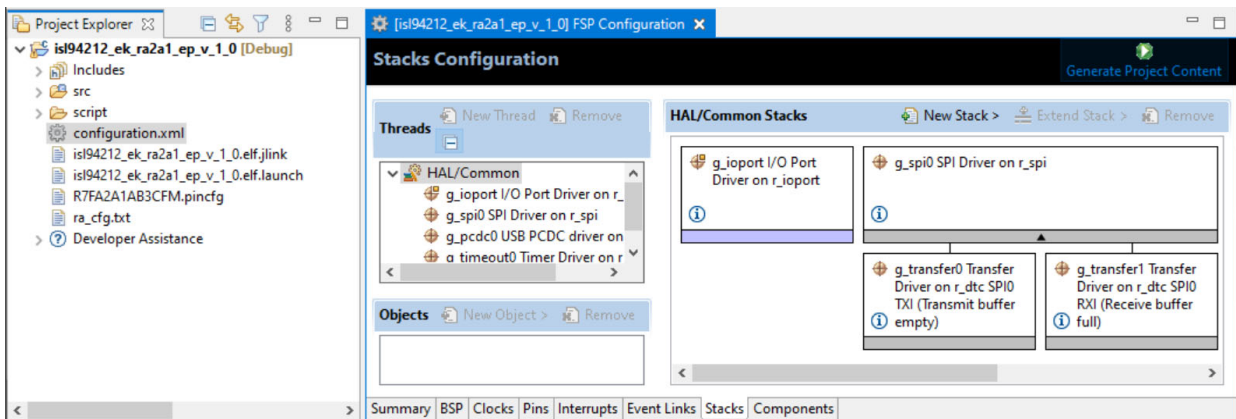 Project Explorer
isl94212_ek_ra2a1_ep_v_1_0 [Debug]
Includes
src
script
configuration.xml
isl94212_ek_ra2a1_ep_v_1_0.elf.jlink
isl94212_ek_ra2a1_ep_v_1_0.elf.launch
R7FA2A1AB3CFM.pincfg
ra_cfg.txt
Developer Assistance
[isl94212_ek_ra2a1_ep_v_1_0] FSP Configuration
Stacks Configuration
Generate Project Content
Threads
New Thread
Remove
HAL/Common
g_ioport I/O Port Driver on r_
g_spi0 SPI Driver on r_spi
g_pcdc0 USB PCDC driver on
g_timeout0 Timer Driver on r
Objects
New Object >
Remove
HAL/Common Stacks
New Stack >
Extend Stack >
Remove
g_ioport I/O Port
Driver on r_ioport
g_spi0 SPI Driver on r_spi
g_transfer0 Transfer
Driver on r_dtc SPI0
TXI (Transmit buffer
empty)
g_transfer1 Transfer
Driver on r_dtc SPI0
RXI (Receive buffer
full)
Summary
BSP
Clocks
Pins
Interrupts
Event Links
Stacks
Components